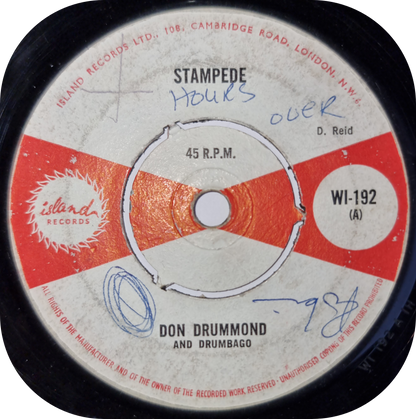 ISLAND RECORDS LTD., 108, CAMBRIDGE ROAD, LONDON, N.W.6.
STAMPEDE
HOURS OVER
D. Reid
45 R.P.M.
island
RECORDS
WI-192
(A)
DON DRUMMOND
AND DRUMBAGO
ALL RIGHTS OF THE MANUFACTURER AND OF THE OWNER OF THE RECORDED WORK RESERVED · UNAUTHORISED COPYING OF THIS RECORD PROHIBITED